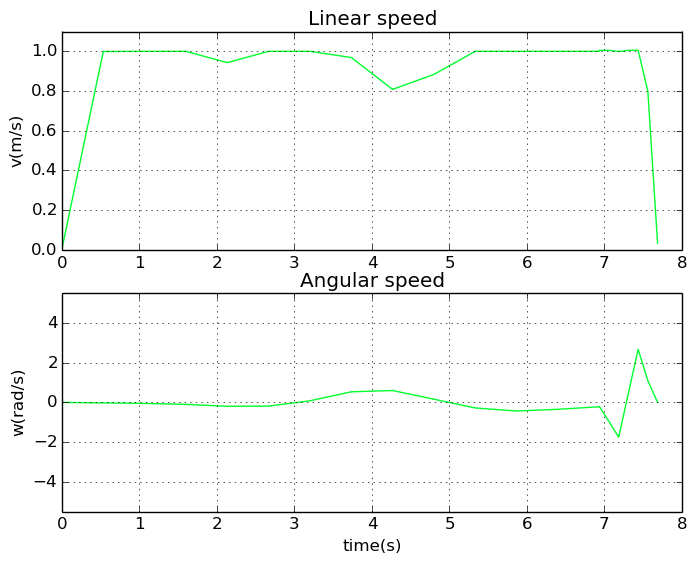 Linear speed
v(m/s)
1.0
0.8
0.6
0.4
0.2
0.0
0 1 2 3 4 5 6 7 8
Angular speed
w(rad/s)
4
2
0
−2
−4
0 1 2 3 4 5 6 7 8
time(s)